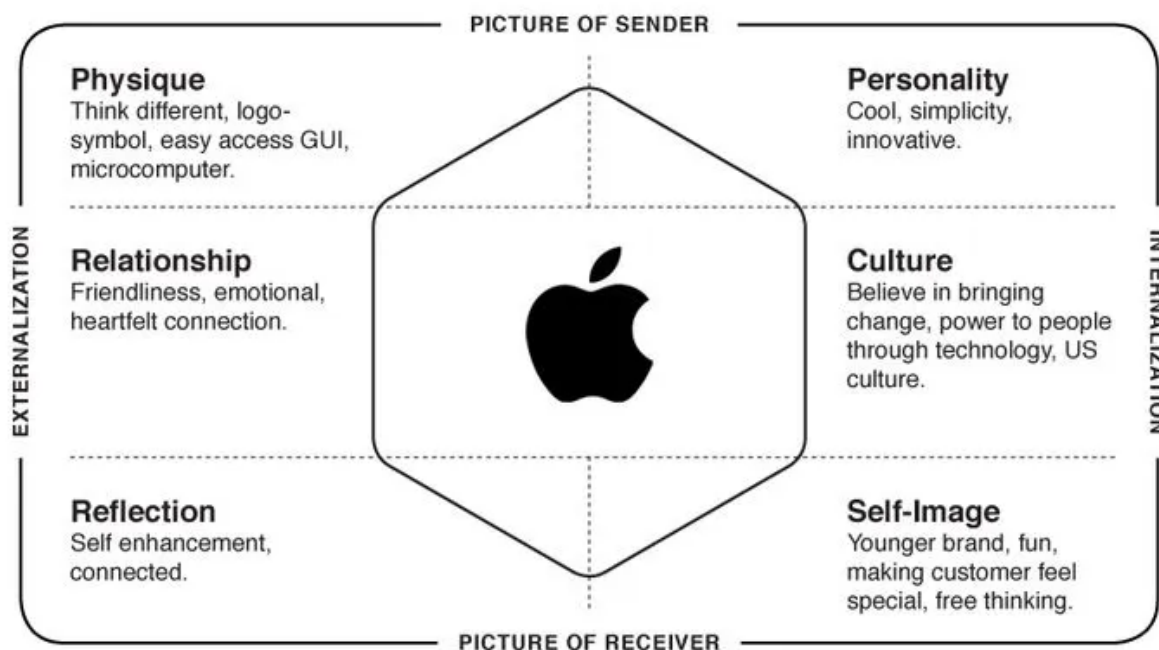 PICTURE OF SENDER
Physique
Think different, logo-
symbol, easy access GUI,
microcomputer.
Personality
Cool, simplicity,
innovative.
EXTERNALIZATION
Relationship
Friendliness, emotional,
heartfelt connection.
Culture
Believe in bringing
change, power to people
through technology, US
culture.
INTERNALIZATION
Reflection
Self enhancement,
connected.
Self-Image
Younger brand, fun,
making customer feel
special, free thinking.
PICTURE OF RECEIVER